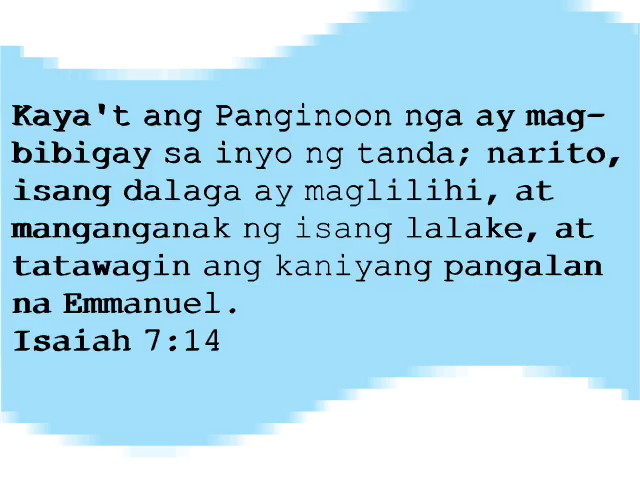 Kaya't ang Panginoon nga ay mag-
bibigay sa inyo ng tanda; narito,
isang dalaga ay maglilihi, at
manganganak ng isang lalake, at
tatawagin ang kaniyang pangalan
na Emmanuel.
Isaiah 7:14